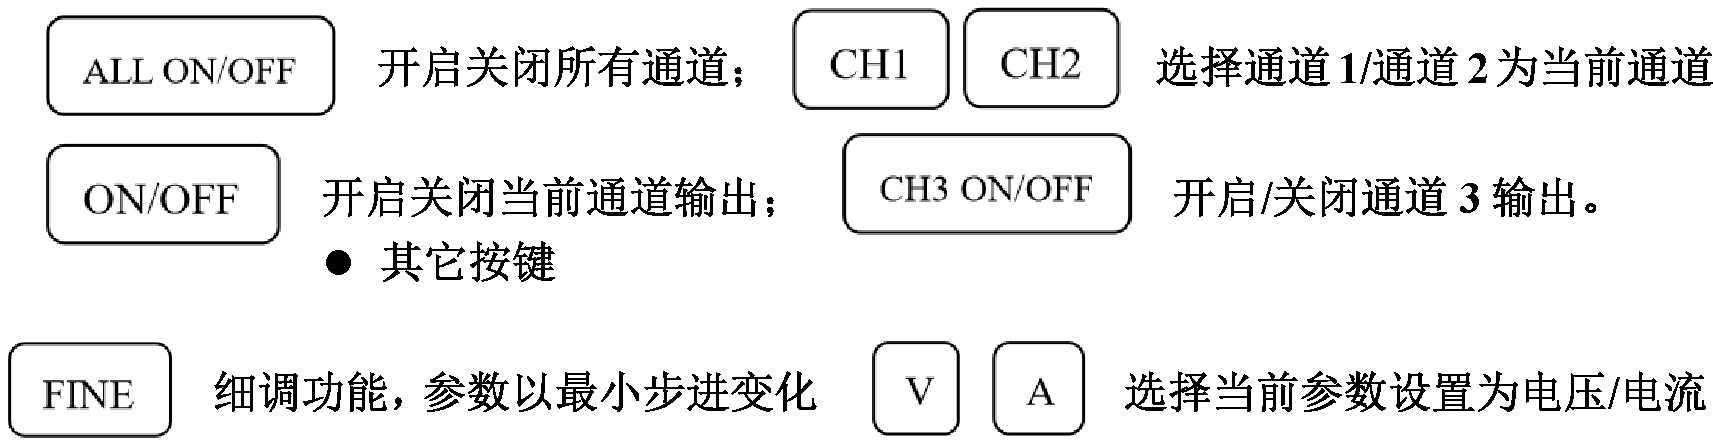 ALL ON/OFF 开启关闭所有通道； CH1 CH2 选择通道 1/通道 2 为当前通道
ON/OFF 开启关闭当前通道输出； CH3 ON/OFF 开启/关闭通道 3 输出。
● 其它按键
FINE 细调功能，参数以最小步进变化 V A 选择当前参数设置为电压/电流